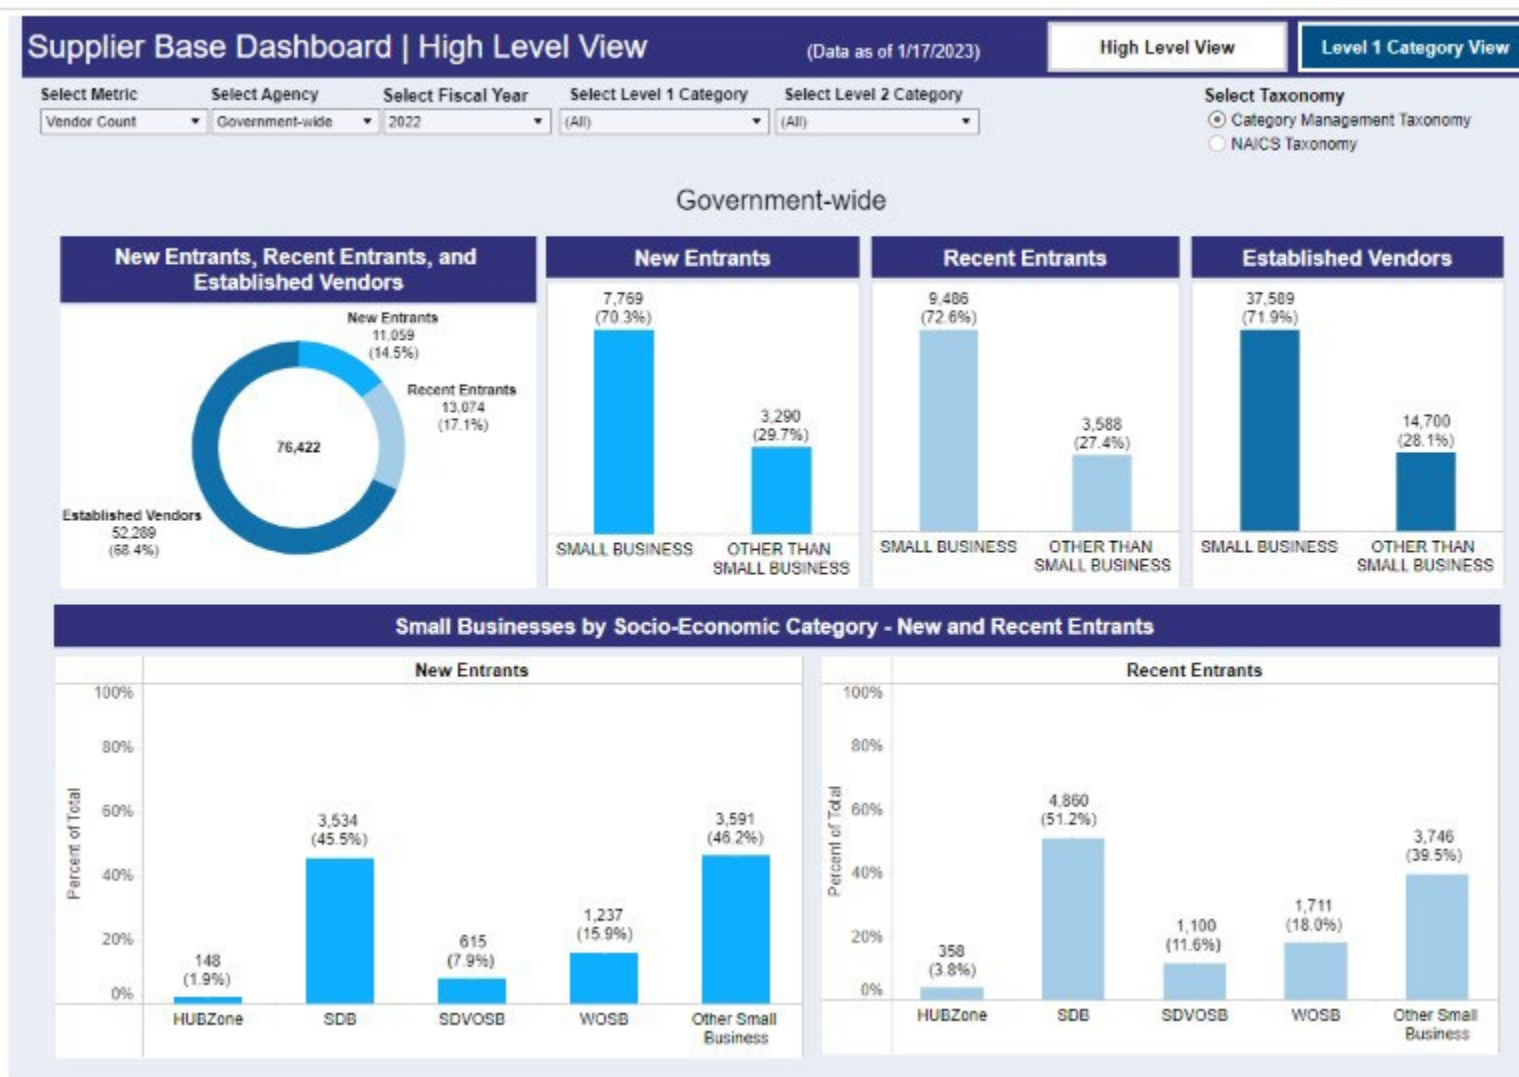 Supplier Base Dashboard | High Level View
(Data as of 1/17/2023)
High Level View
Level 1 Category View
Select Metric
Select Agency
Select Fiscal Year
Select Level 1 Category
Select Level 2 Category
Select Taxonomy
Vendor Count
Government-wide
2022
(All)
(All)
Category Management Taxonomy
NAICS Taxonomy
Government-wide
New Entrants, Recent Entrants, and
Established Vendors
New Entrants
11,059
(14.5%)
Recent Entrants
13,074
(17.1%)
76,422
Established Vendors
52,289
(68.4%)
New Entrants
7,769
(70.3%)
3,290
(29.7%)
SMALL BUSINESS
OTHER THAN
SMALL BUSINESS
Recent Entrants
9,486
(72.6%)
3,588
(27.4%)
SMALL BUSINESS
OTHER THAN
SMALL BUSINESS
Established Vendors
37,589
(71.9%)
14,700
(28.1%)
SMALL BUSINESS
OTHER THAN
SMALL BUSINESS
Small Businesses by Socio-Economic Category - New and Recent Entrants
New Entrants
Percent of Total
100%
80%
60%
40%
20%
0%
148
(1.9%)
3,534
(45.5%)
615
(7.9%)
1,237
(15.9%)
3,591
(46.2%)
HUBZone
SDB
SDVOSB
WOSB
Other Small
Business
Recent Entrants
Percent of Total
100%
80%
60%
40%
20%
0%
358
(3.8%)
4,860
(51.2%)
1,100
(11.6%)
1,711
(18.0%)
3,746
(39.5%)
HUBZone
SDB
SDVOSB
WOSB
Other Small
Business